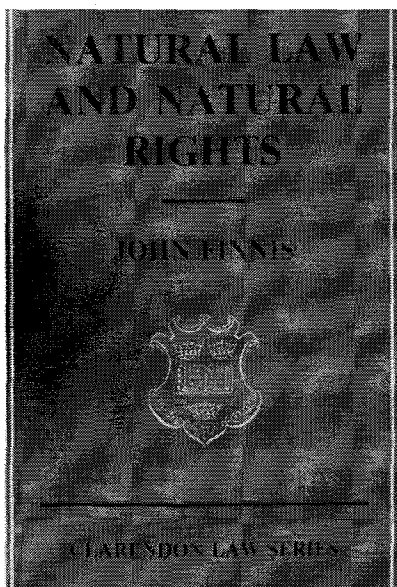 NATURAL LAW
AND NATURAL
RIGHTS
JOHN FINNIS
CLARENDON LAW SERIES